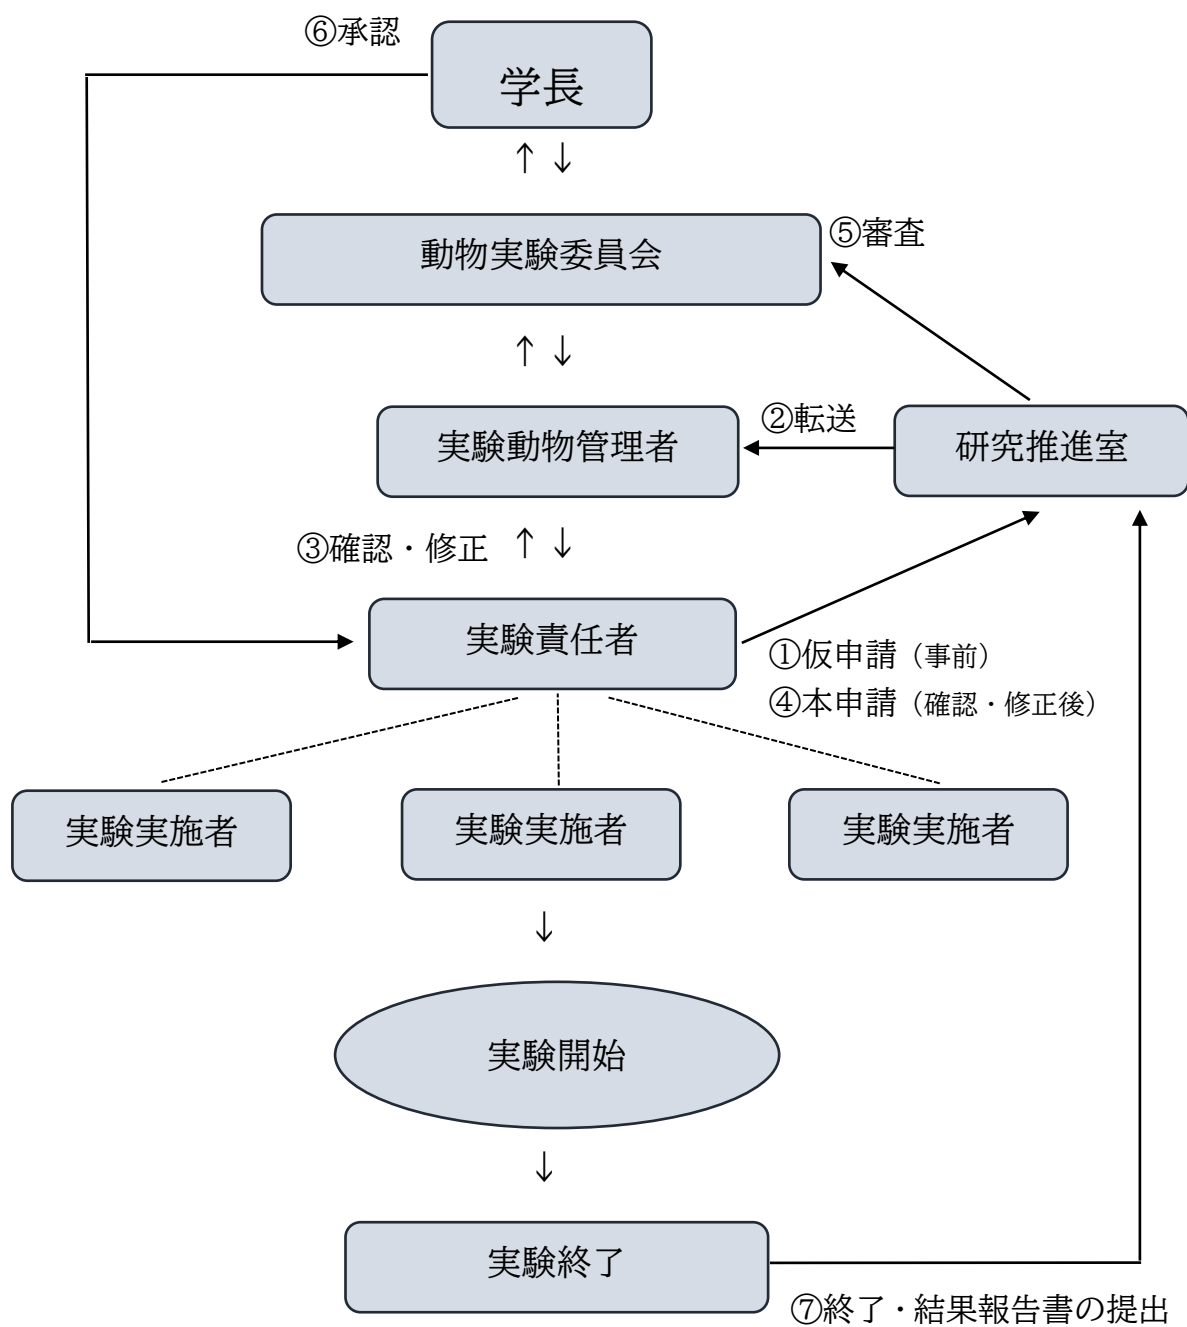 ⑥承認
学長
↑ ↓
動物実験委員会
⑤審査
↑ ↓
②転送
実験動物管理者
研究推進室
③確認・修正 ↑ ↓
実験責任者
①仮申請（事前）
④本申請（確認・修正後）
実験実施者
実験実施者
実験実施者
↓
実験開始
↓
実験終了
⑦終了・結果報告書の提出